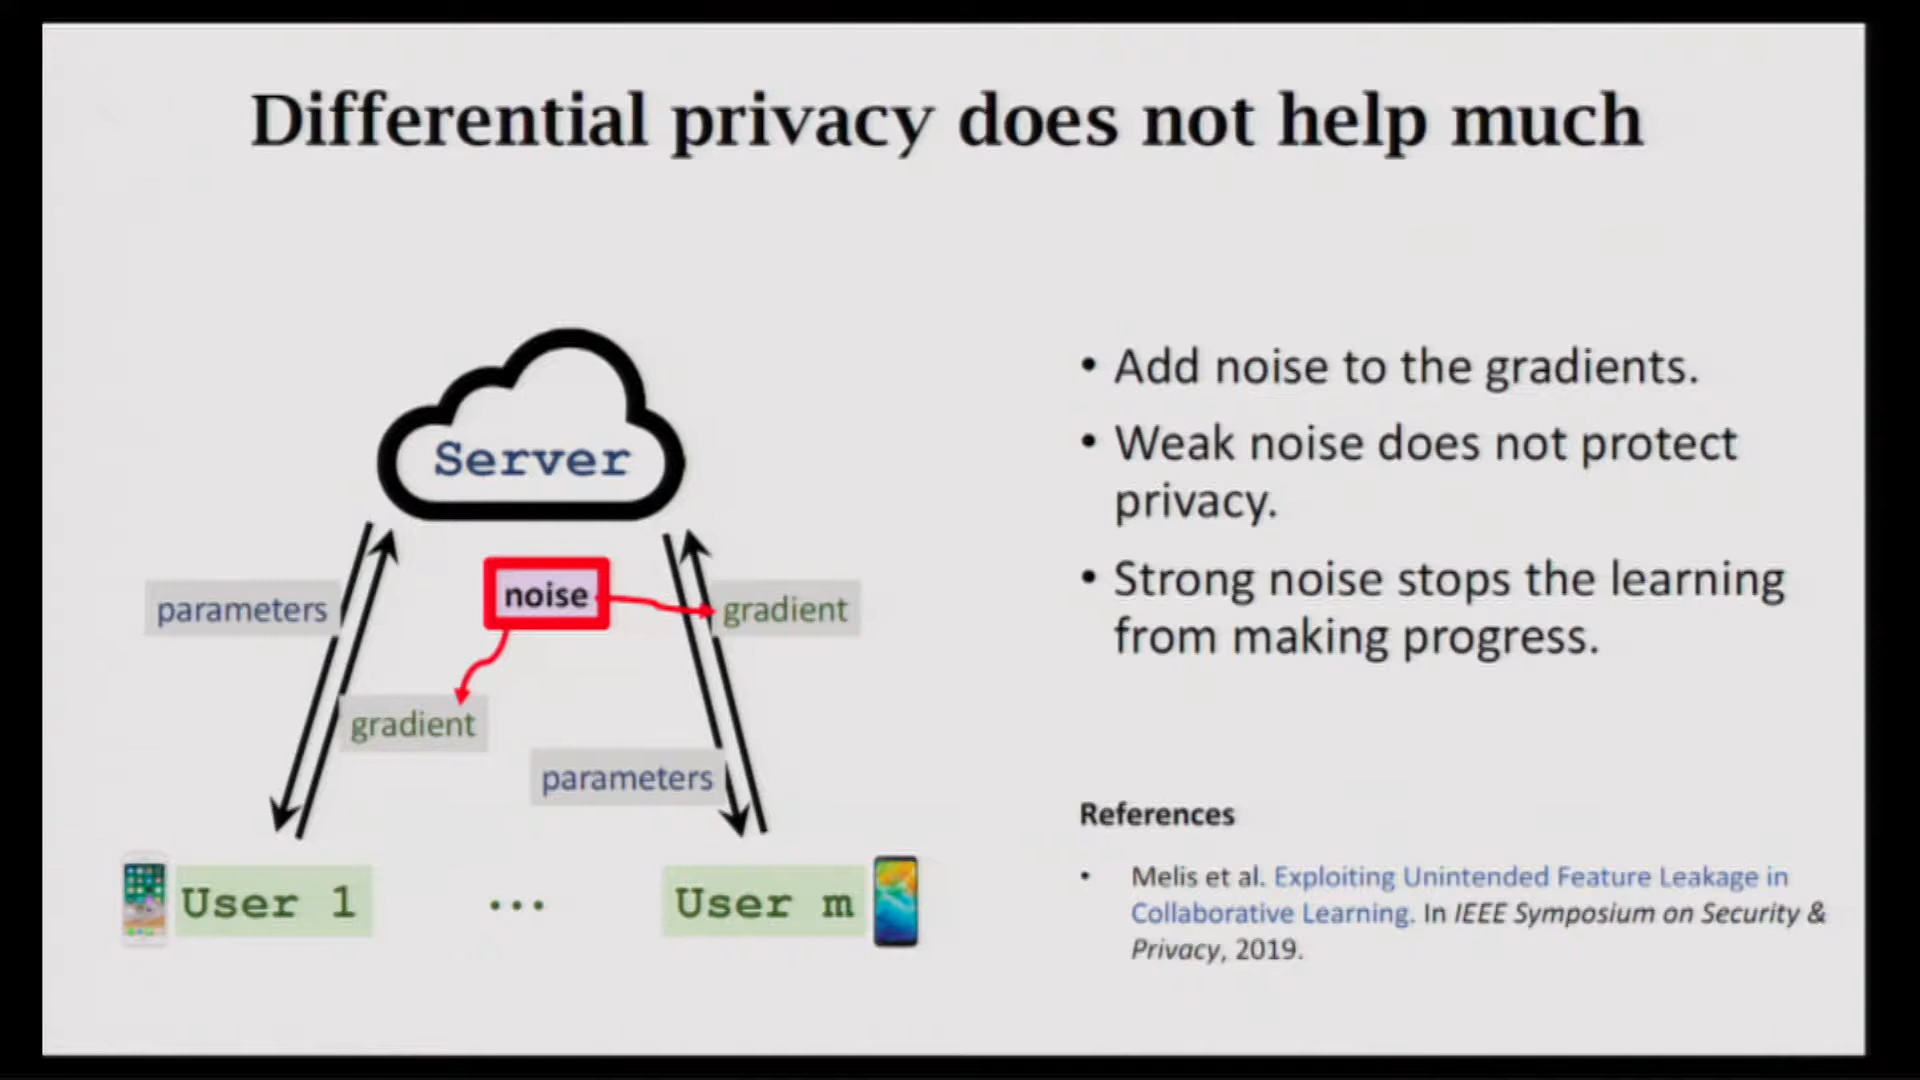 Differential privacy does not help much
Server
noise
parameters
gradient
gradient
parameters
User 1
...
User m
• Add noise to the gradients.
• Weak noise does not protect
privacy.
• Strong noise stops the learning
from making progress.
References
• Melis et al. Exploiting Unintended Feature Leakage in
Collaborative Learning. In IEEE Symposium on Security &
Privacy, 2019.